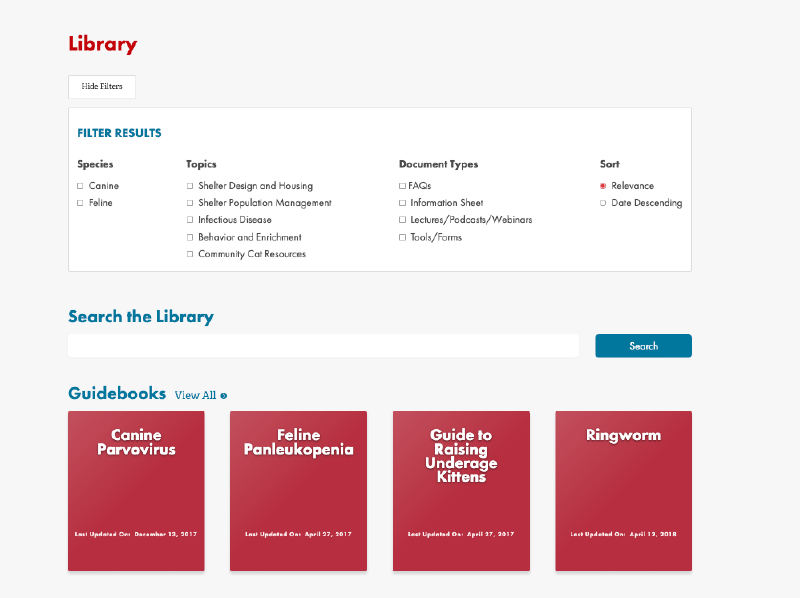 Library
Hide Filters
FILTER RESULTS
Species
Canine
Feline
Topics
Shelter Design and Housing
Shelter Population Management
Infectious Disease
Behavior and Enrichment
Community Cat Resources
Document Types
FAQs
Information Sheet
Lectures/Podcasts/Webinars
Tools/Forms
Sort
Relevance
Date Descending
Search the Library
Search
Guidebooks View All
Canine
Parvovirus
Last Updated On: December 12, 2017
Feline
Panleukopenia
Last Updated On: April 27, 2017
Guide to
Raising
Underage
Kittens
Last Updated On: April 27, 2017
Ringworm
Last Updated On: April 12, 2018